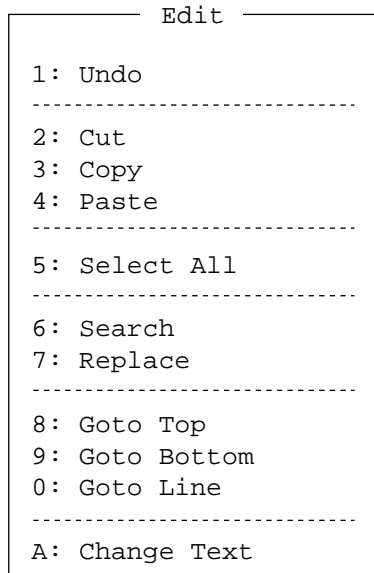 Edit
1: Undo
2: Cut
3: Copy
4: Paste
5: Select All
6: Search
7: Replace
8: Goto Top
9: Goto Bottom
0: Goto Line
A: Change Text